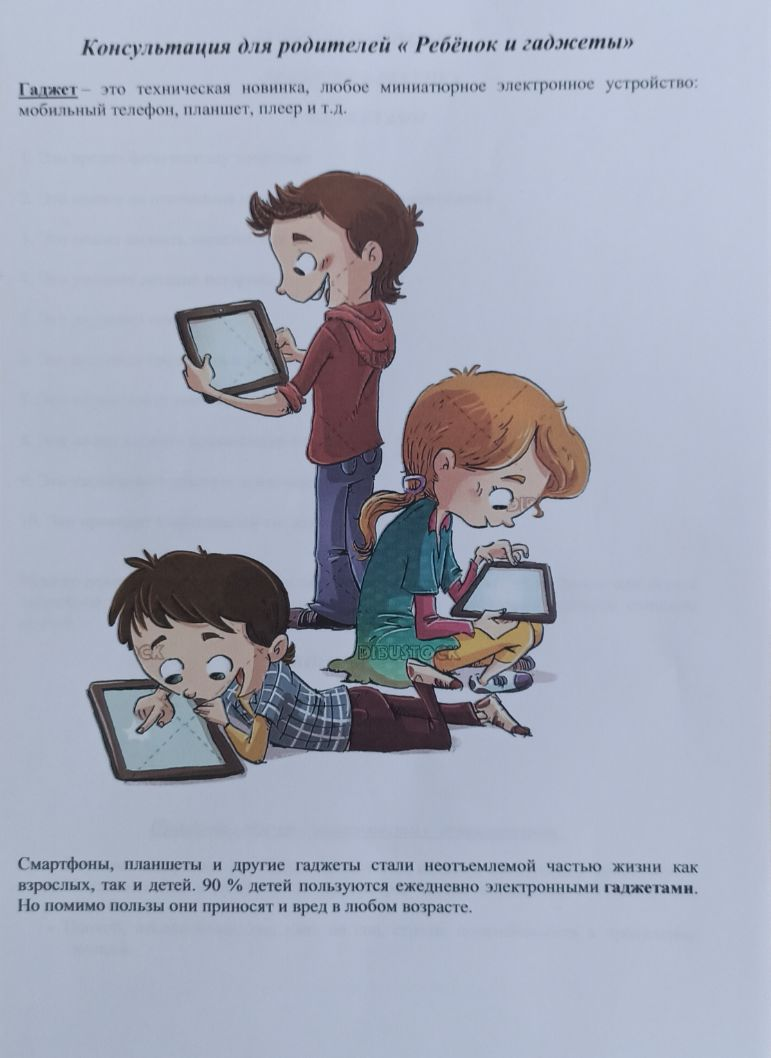 Консультация для родителей « Ребёнок и гаджеты»
Гаджет – это техническая новинка, любое миниатюрное электронное устройство:
мобильный телефон, планшет, плеер и т.д.
DIBUSTOCK
Смартфоны, планшеты и другие гаджеты стали неотъемлемой частью жизни как
взрослых, так и детей. 90 % детей пользуются ежедневно электронными гаджетами.
Но помимо пользы они приносят и вред в любом возрасте.